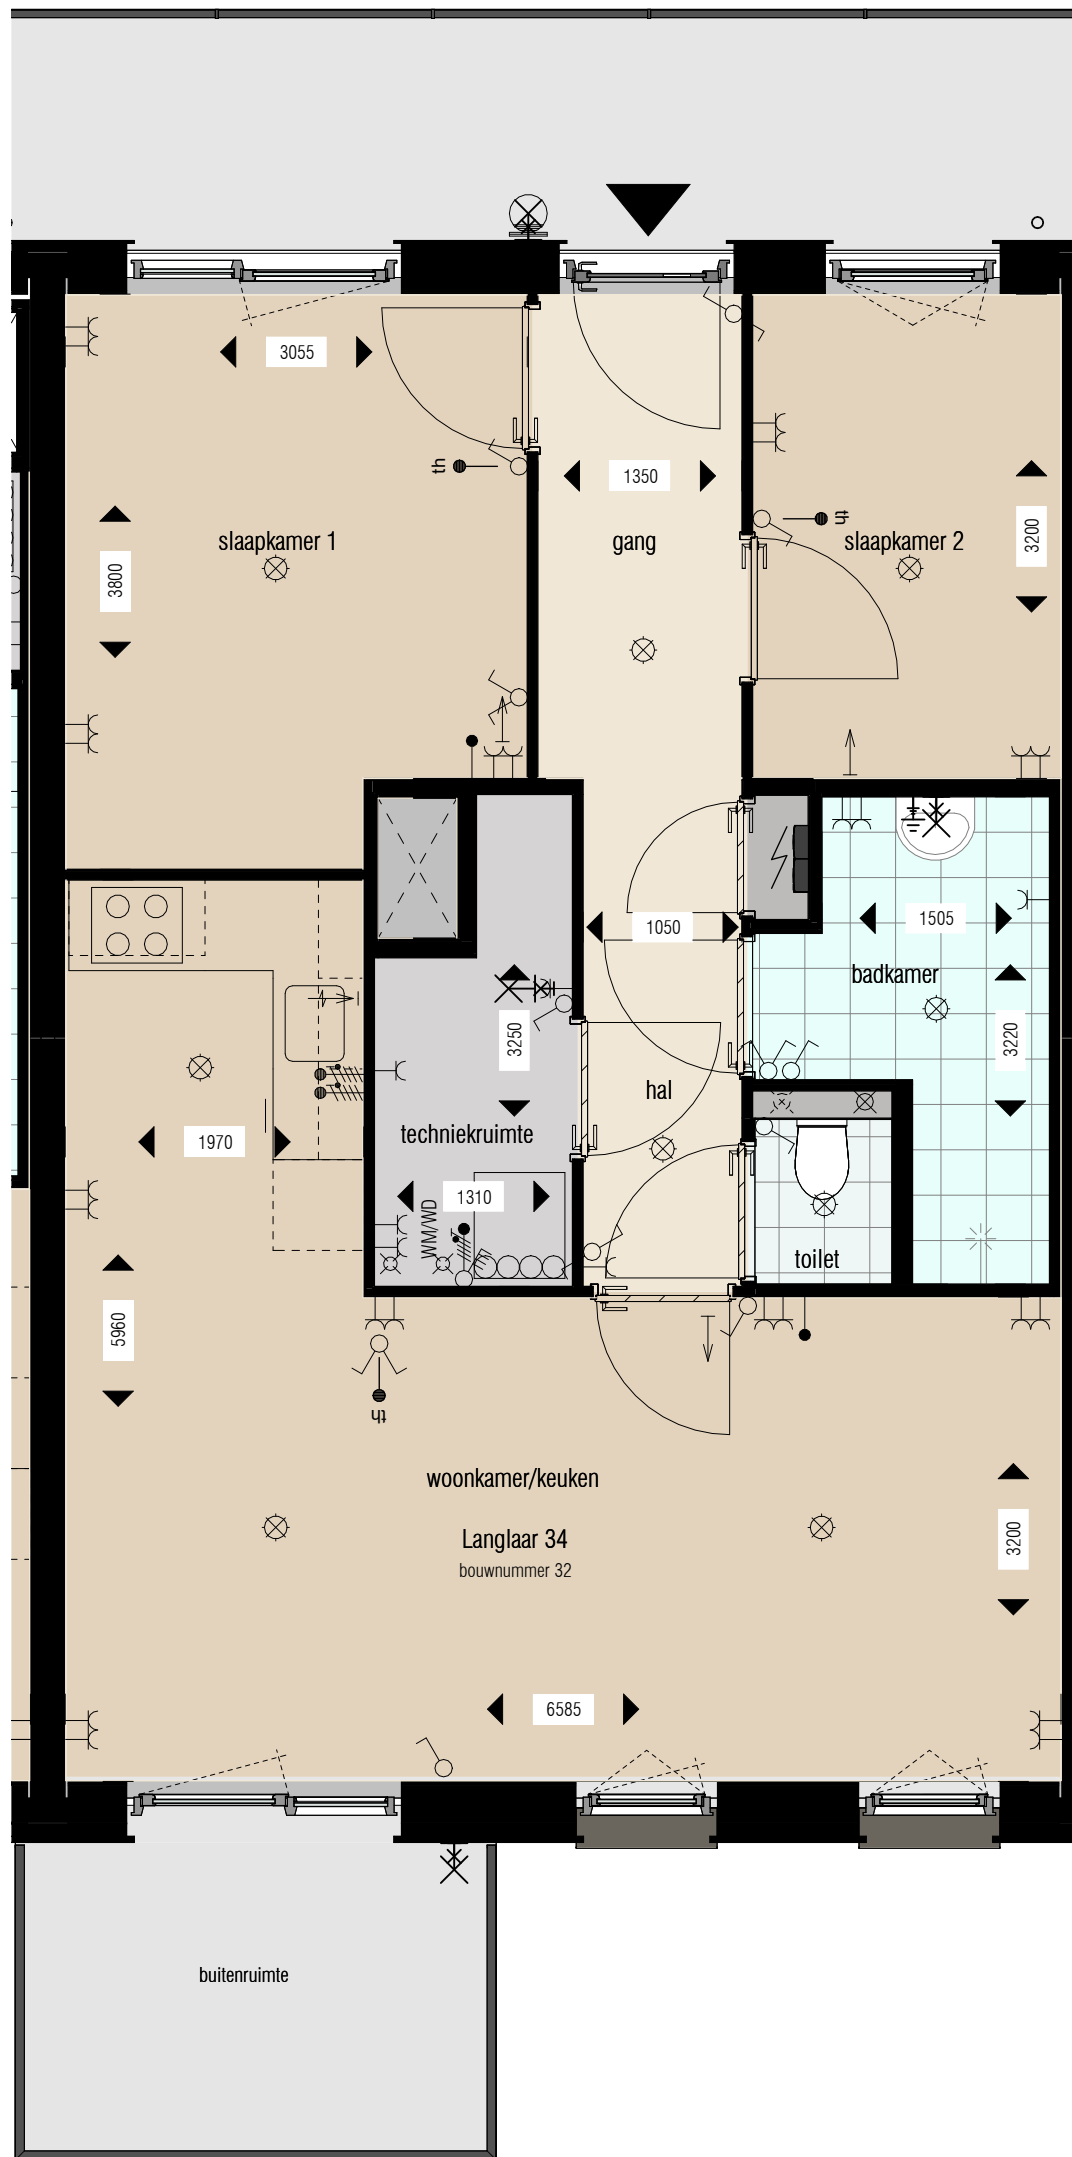 3055
th
1350
slaapkamer 1
gang
th
slaapkamer 2
3200
3800
1050
1505
badkamer
3250
3220
hal
techniekruimte
1970
1310
WM/WD
toilet
5960
th
woonkamer/keuken
Langlaar 34
bouwnummer 32
3200
6585
buitenruimte